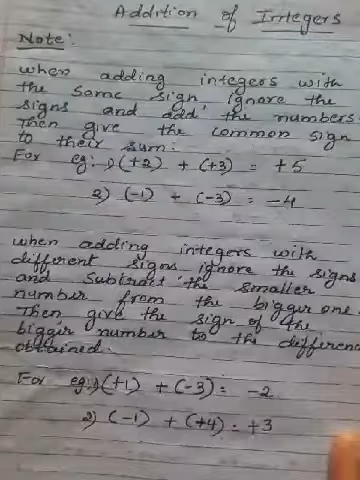 Addition of Integers
Note:
when adding integers with
the same sign ignore the
signs and add the numbers.
Then give the common sign
to their sum:
For eg:-1)(+2) + (+3) = +5
2) (-1) + (-3) = -4
when adding integers with
different signs ignore the signs
and subtract the smaller
number from the bigger one.
Then give the sign of the
bigger number to the differenc
obtained.
For eg:-1)(+1) + (-3) = -2
2) (-1) + (+4) = +3